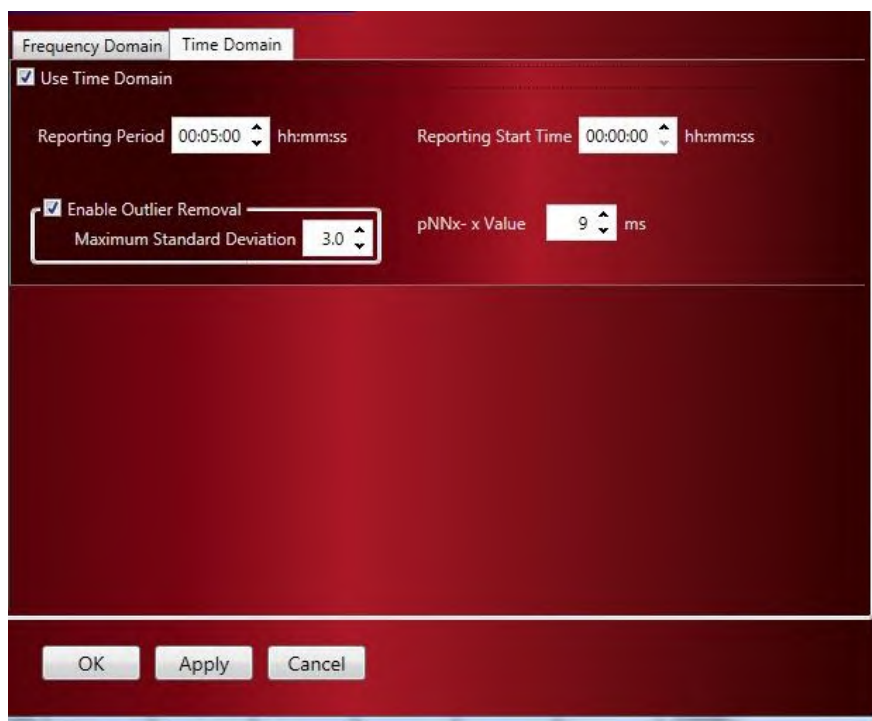 Frequency Domain Time Domain
Use Time Domain
Reporting Period 00:05:00 hh:mm:ss Reporting Start Time 00:00:00 hh:mm:ss
Enable Outlier Removal
Maximum Standard Deviation 3.0
pNNx- x Value 9 ms
OK Apply Cancel